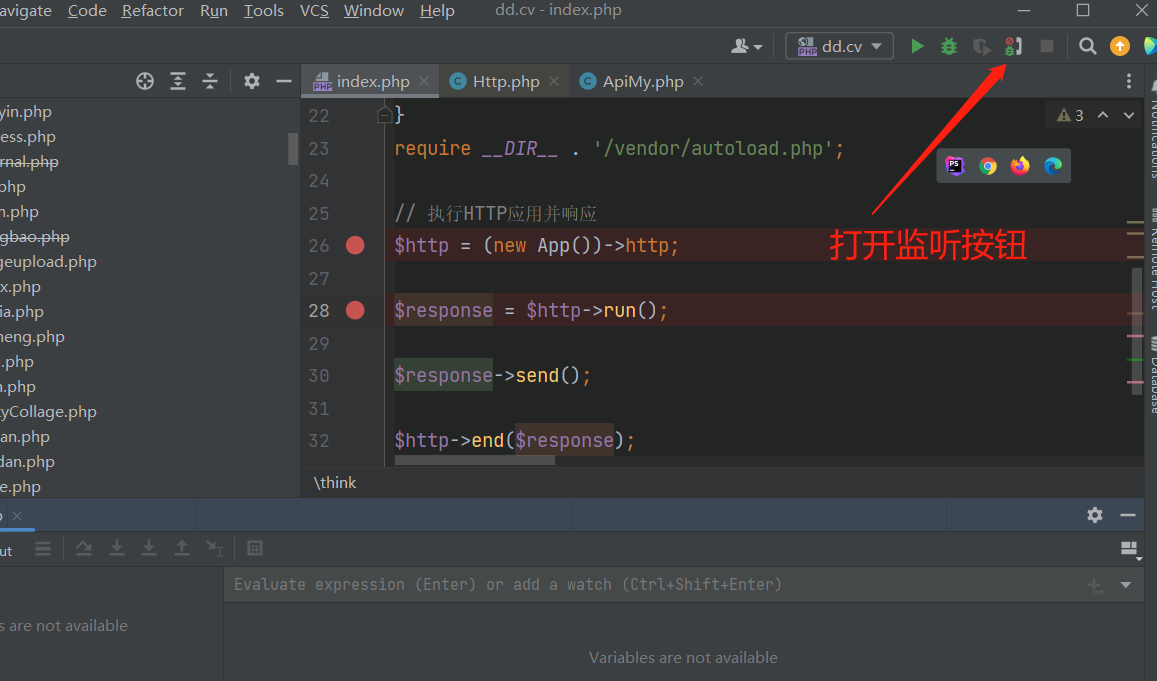 avigate Code Refactor Run Tools VCS Window Help dd.cv - index.php
dd.cv
index.php Http.php ApiMy.php
yin.php
ess.php
rnal.php
php
n.php
gbao.php
geupload.php
x.php
ia.php
heng.php
.php
n.php
tyCollage.php
an.php
dan.php
e.php
22 }
3
23 require __DIR__ . '/vendor/autoload.php';
24
25 // 执行HTTP应用并响应
26 $http = (new App())->http;
打开监听按钮
27
28 $response = $http->run();
29
30 $response->send();
31
32 $http->end($response);
\think
Notifications
Remote Host
Database
ut
Evaluate expression (Enter) or add a watch (Ctrl+Shift+Enter)
s are not available
Variables are not available